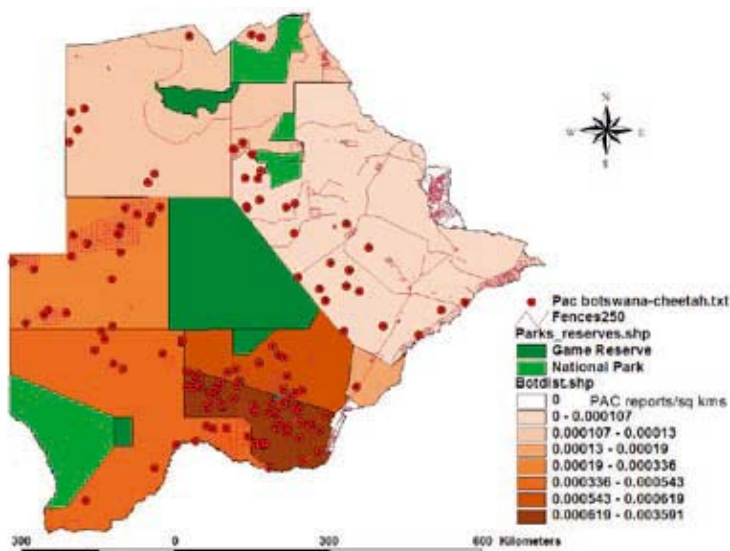 N
W E
S
Pac botswana-cheetah.txt
Fences250
Parks_reserves.shp
Game Reserve
National Park
Botdist.shp
0 PAC reports/sq kms
0 - 0.000107
0.000107 - 0.00013
0.00013 - 0.00019
0.00019 - 0.000336
0.000336 - 0.000543
0.000543 - 0.000619
0.000619 - 0.003591
300 0 300 600 Kilometers